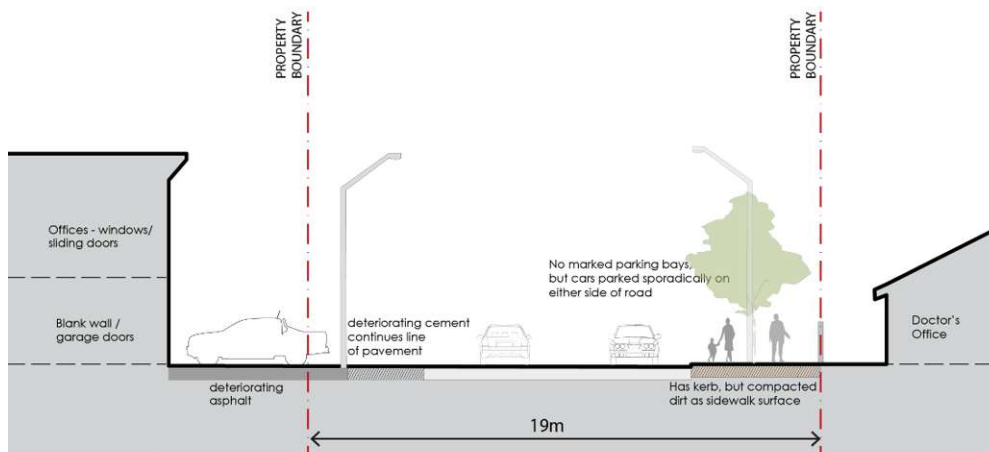 PROPERTY
BOUNDARY
PROPERTY
BOUNDARY
Offices - windows/
sliding doors
No marked parking bays,
but cars parked sporadically on
either side of road
Blank wall /
garage doors
deteriorating cement
continues line
of pavement
Doctor's
Office
deteriorating
asphalt
Has kerb, but compacted
dirt as sidewalk surface
19m